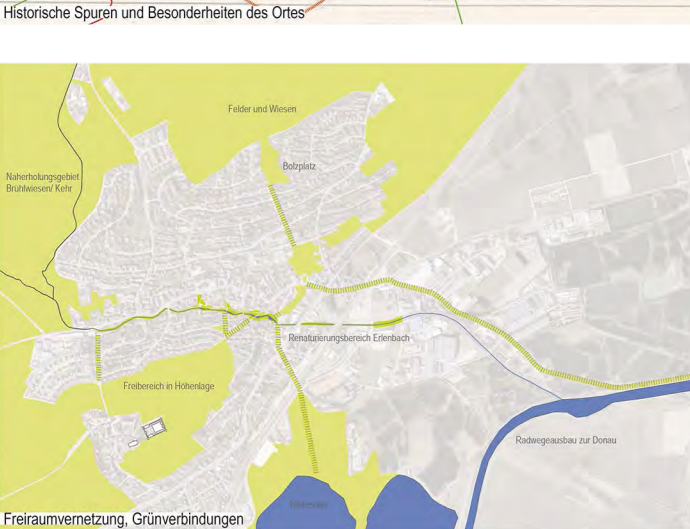 Historische Spuren und Besonderheiten des Ortes
Felder und Wiesen
Bolzplatz
Naherholungsgebiet
Brühlwiesen/ Kehr
Renaturierungsbereich Erlenbach
Freibereich in Höhenlage
Radwegeausbau zur Donau
Freiraumvernetzung, Grünverbindungen